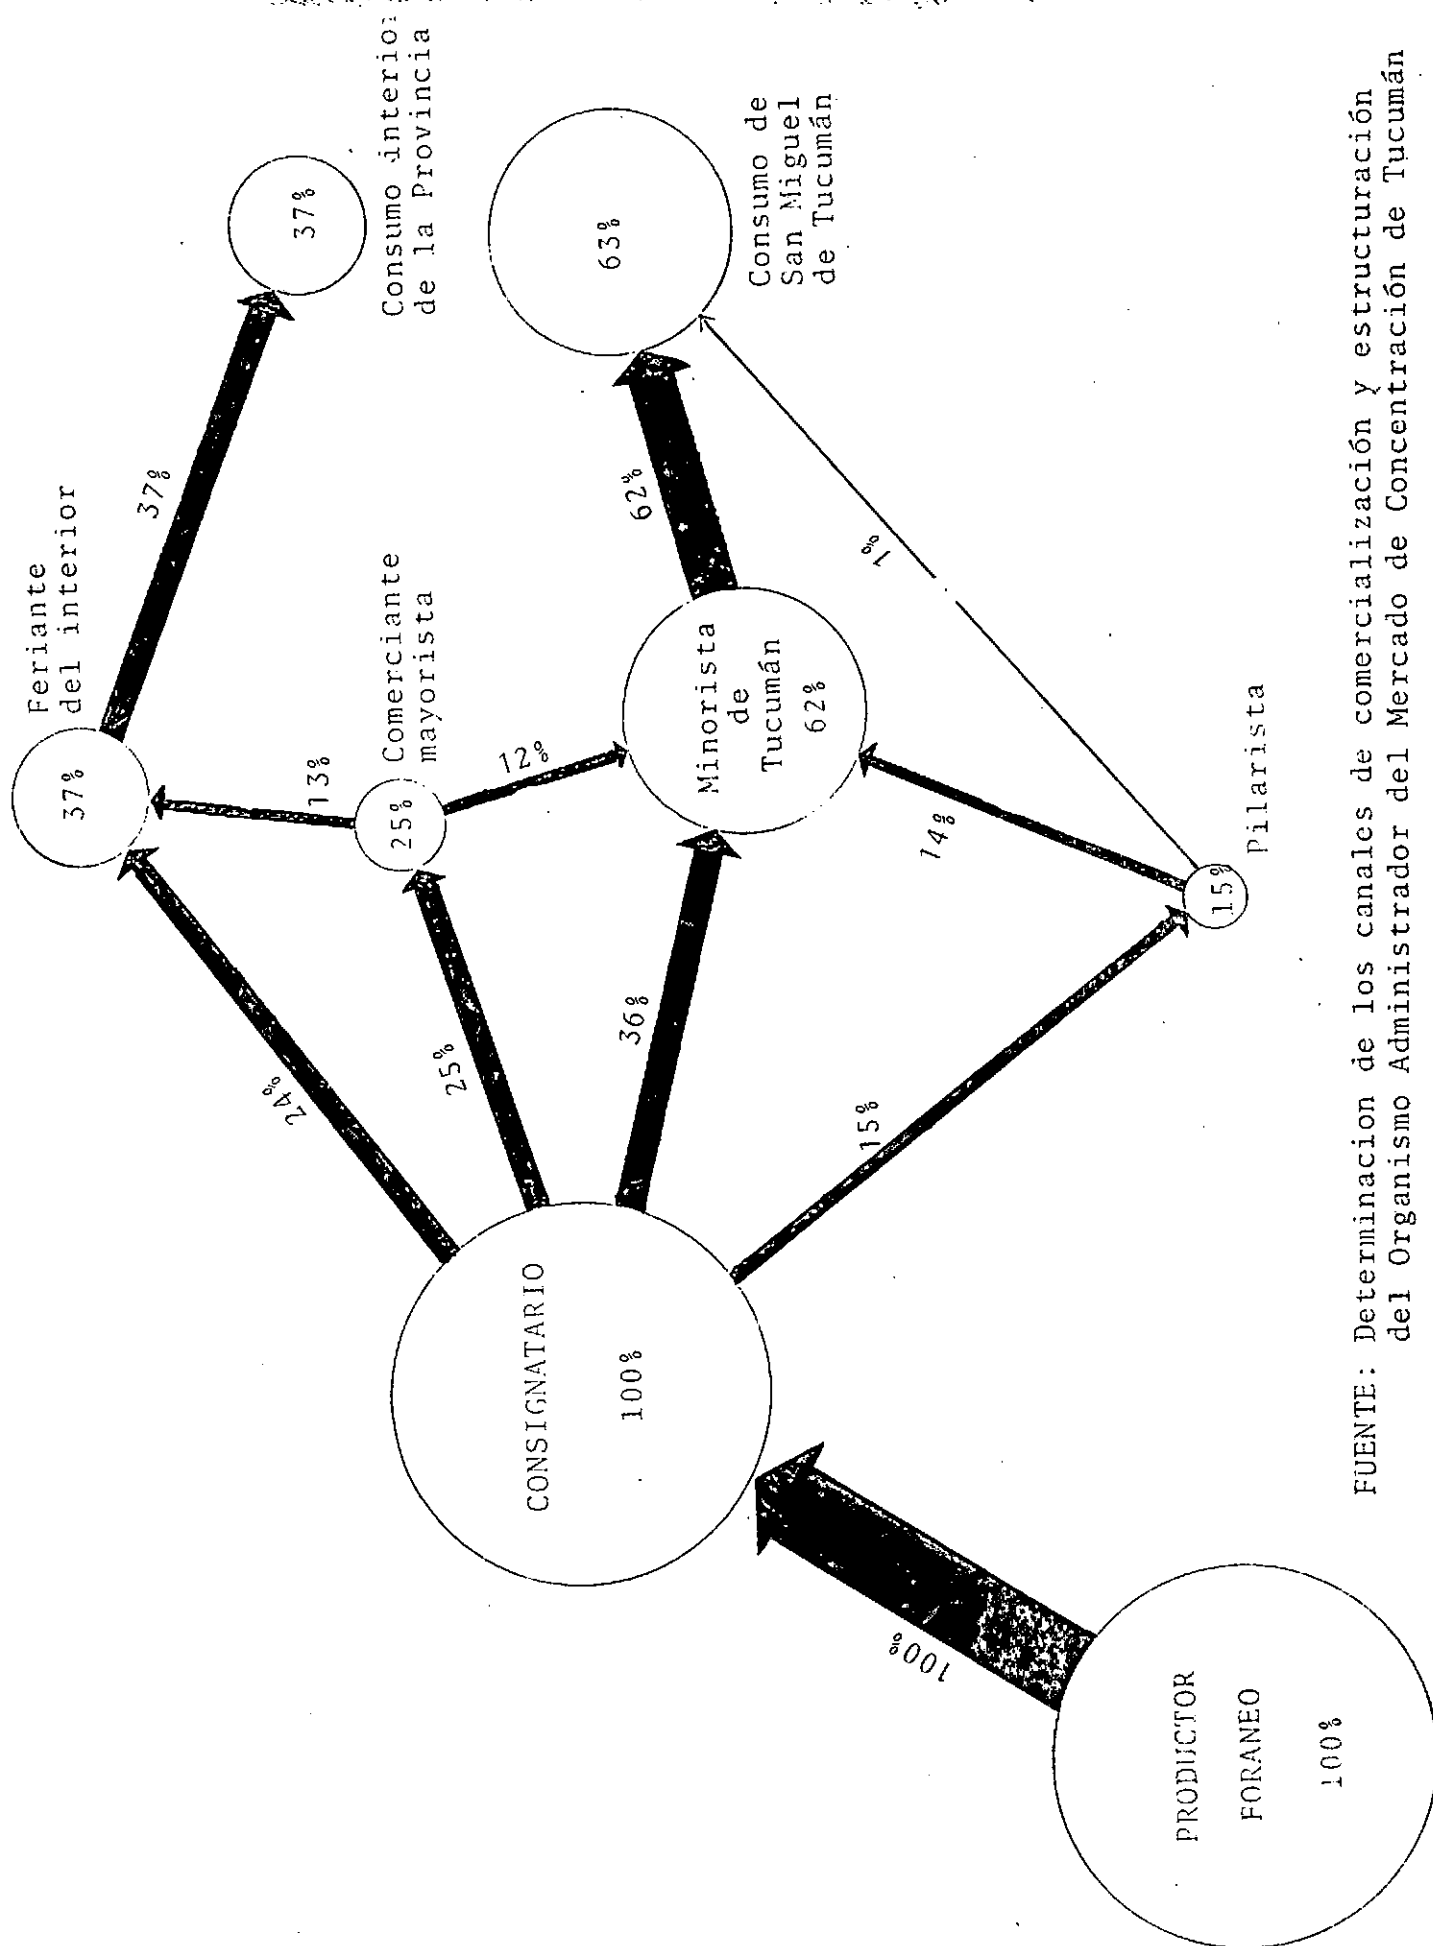 PRODUCTOR
FORANEO
100%
100%
CONSIGNATARIO
100%
24%
25%
36%
15%
Feriante
del interior
37%
13%
Comerciante
mayorista
25%
12%
Minorista
de
Tucumán
62%
14%
15%
Pilarista
37%
62%
1%
37%
Consumo interior
de la Provincia
63%
Consumo de
San Miguel
de Tucumán
FUENTE: Determinacion de los canales de comercialización y estructuración
del Organismo Administrador del Mercado de Concentración de Tucumán